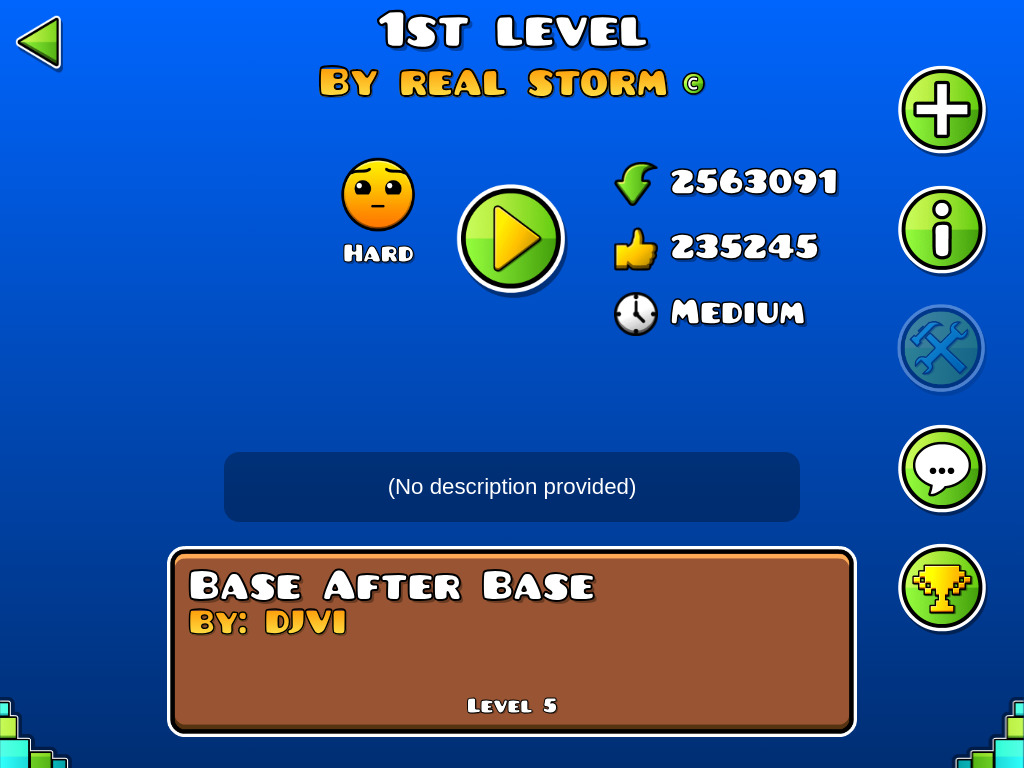 1st level
By real storm ©
2563091
235245
Hard
Medium
(No description provided)
Base After Base
By: DJVI
Level 5